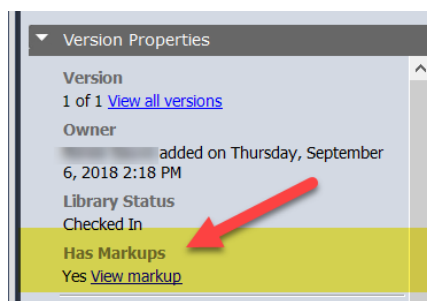 Version Properties
Version
1 of 1 View all versions
Owner
added on Thursday, September
6, 2018 2:18 PM
Library Status
Checked In
Has Markups
Yes View markup